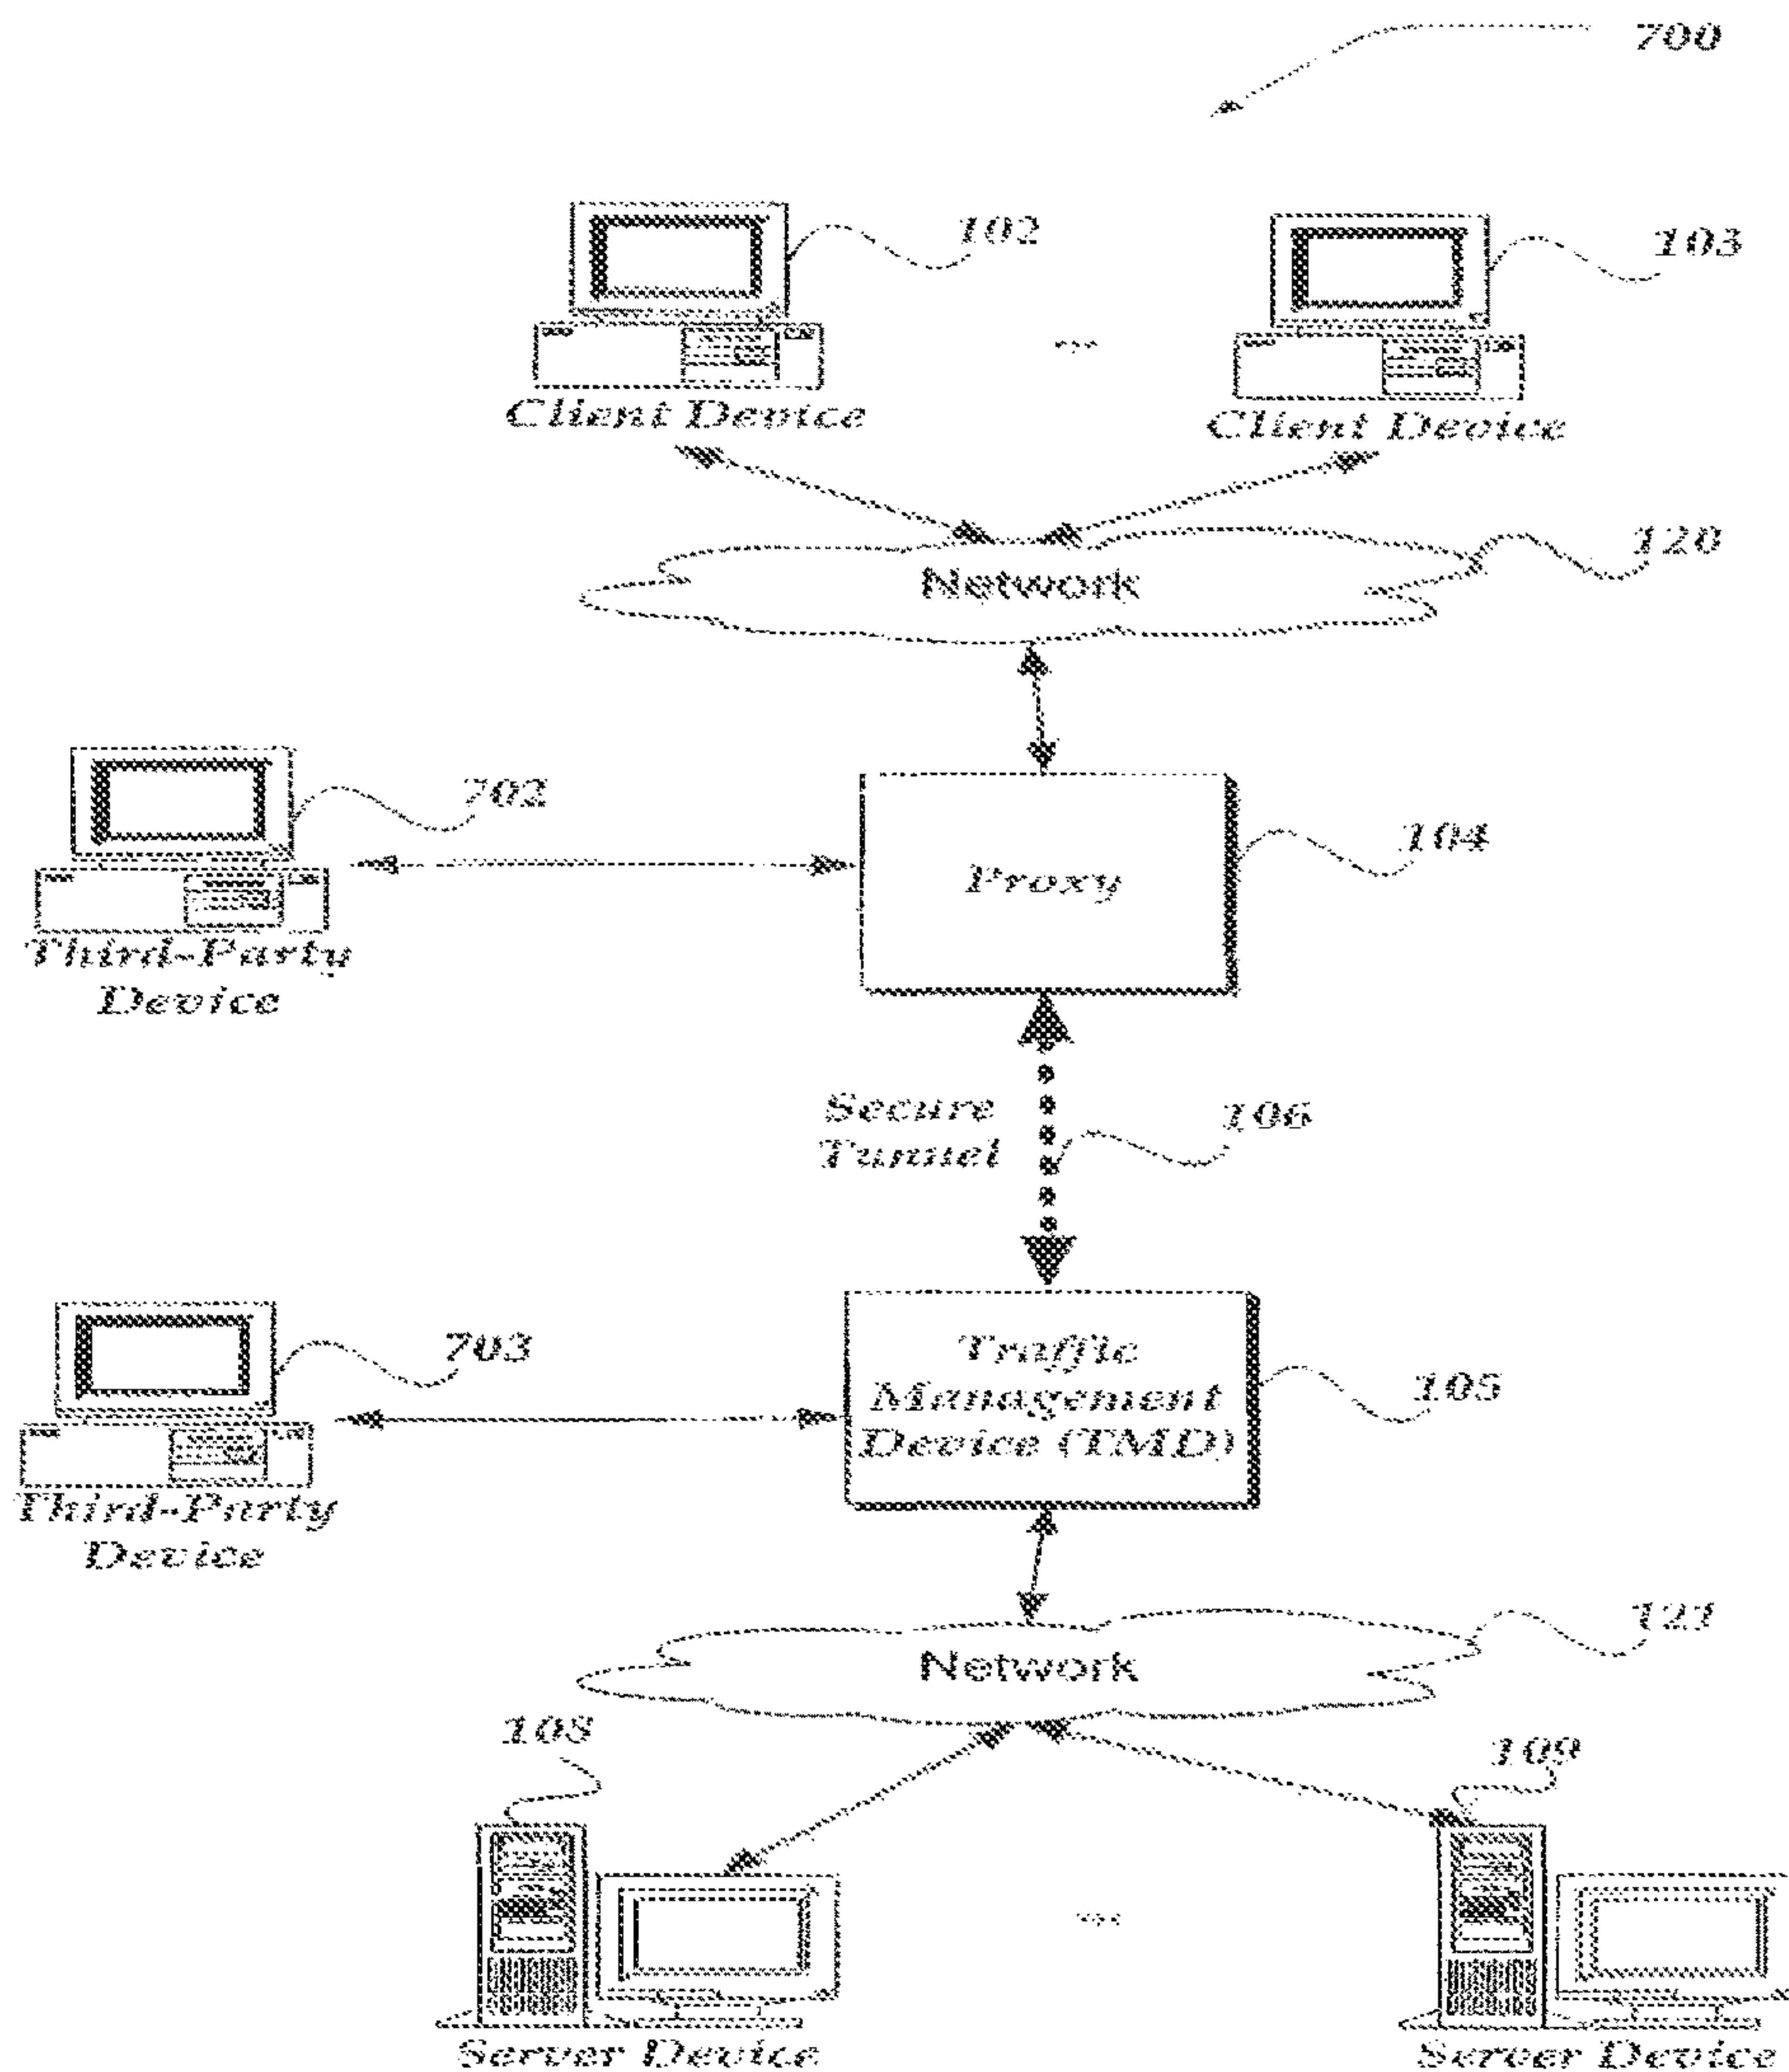 700
102
103
Client Device
Client Device
120
Network
702
104
Proxy
Third-Party
Device
Secure
Tunnel
106
703
Traffic
Management
Device (TMD)
105
Third-Party
Device
121
Network
108
109
Server Device
Server Device